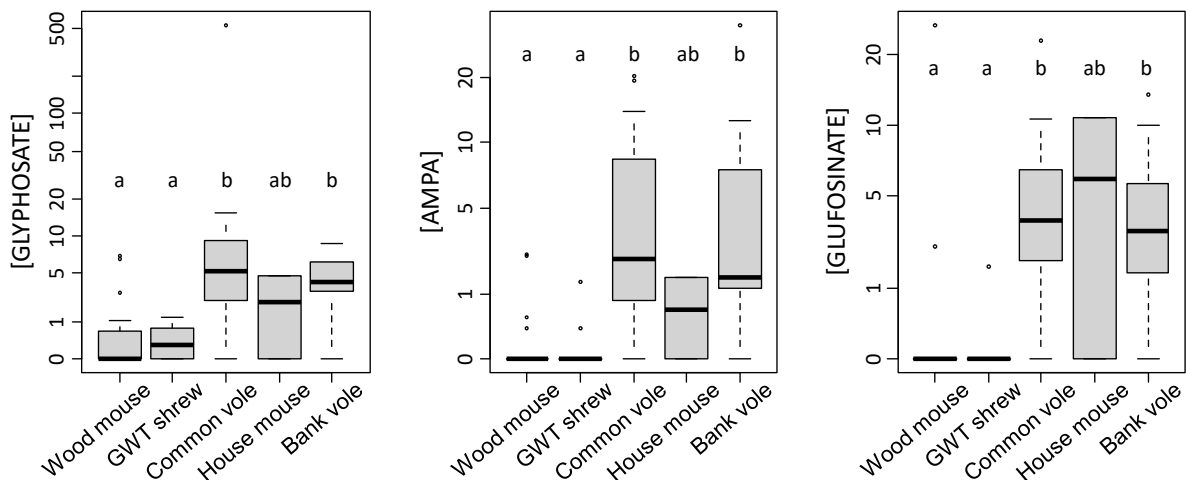 [GLYPHOSATE]
500
100
50
20
10
5
1
0
a
a
b
ab
b
Wood mouse
GWT shrew
Common vole
House mouse
Bank vole
[AMPA]
20
10
5
1
0
a
a
b
ab
b
Wood mouse
GWT shrew
Common vole
House mouse
Bank vole
[GLUFOSINATE]
20
10
5
1
0
a
a
b
ab
b
Wood mouse
GWT shrew
Common vole
House mouse
Bank vole